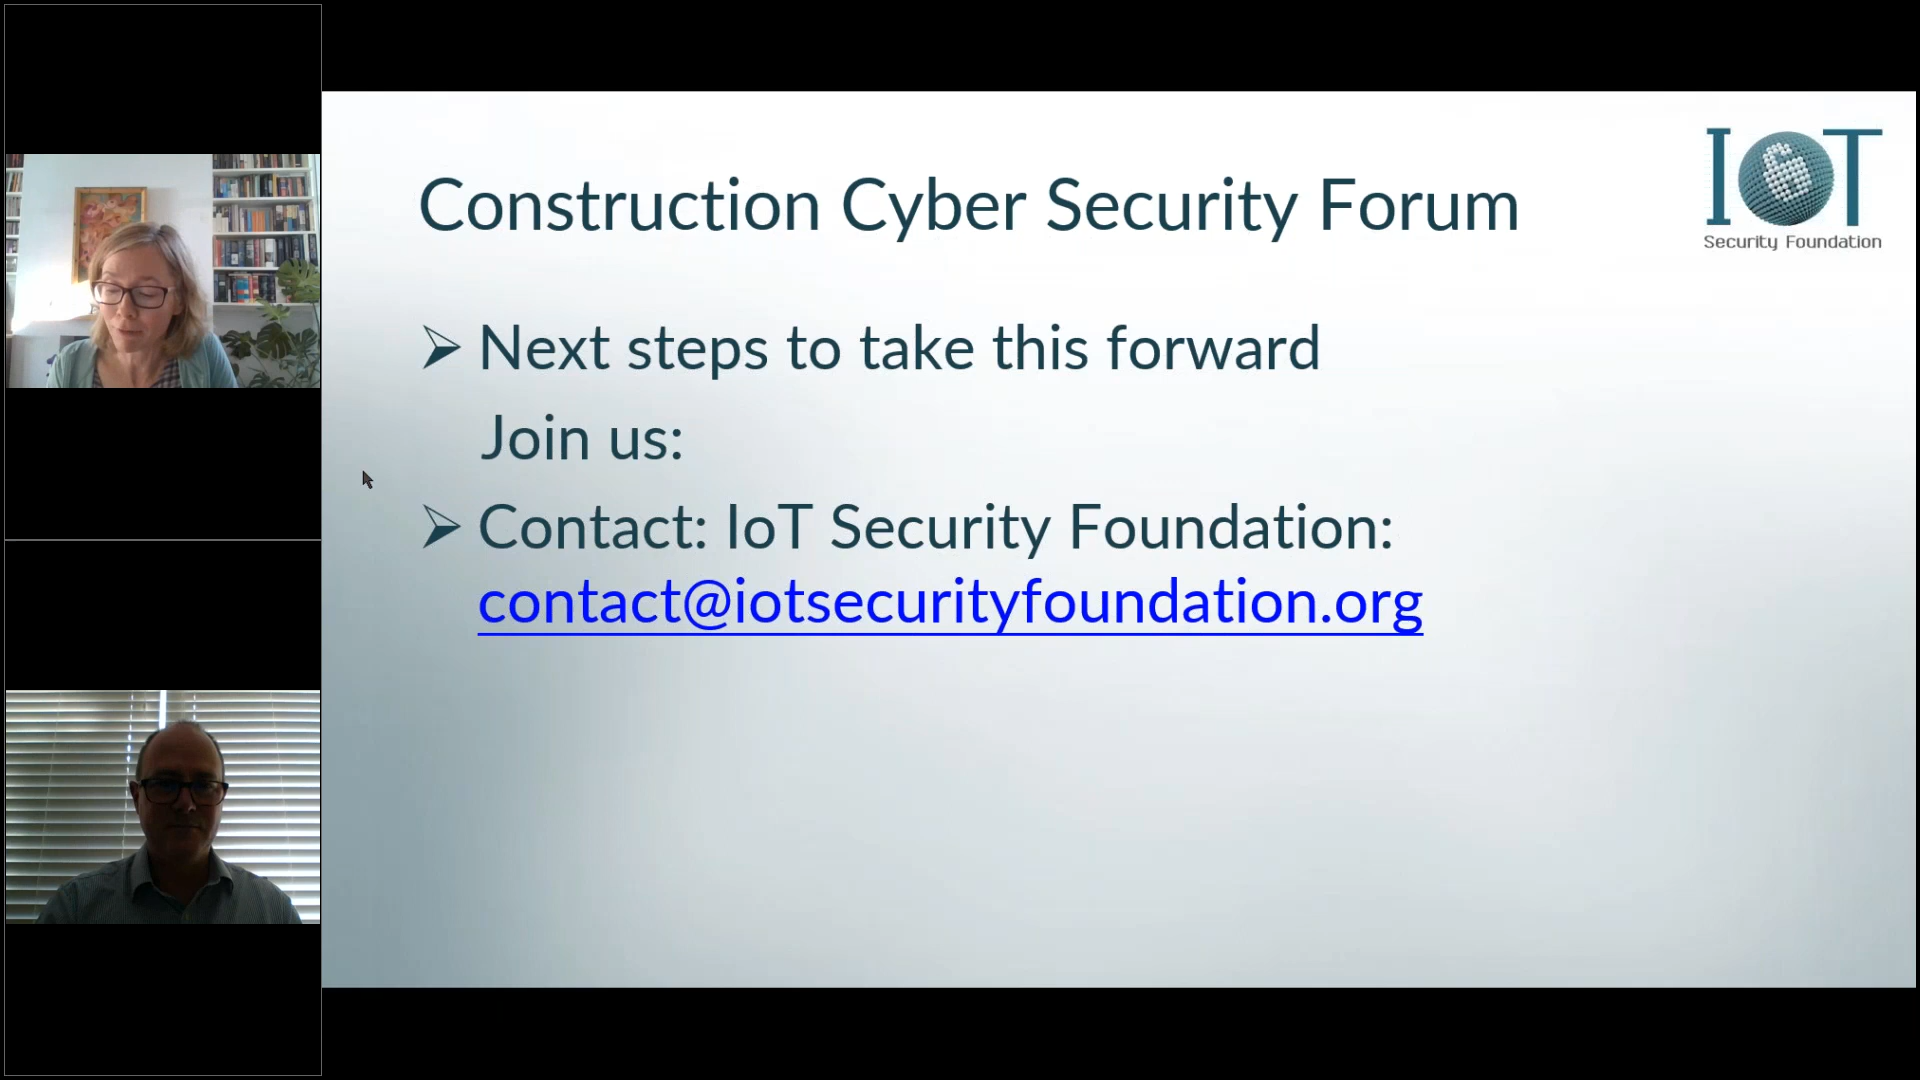 Construction Cyber Security Forum
IOT
Security Foundation
➢ Next steps to take this forward
Join us:
➢ Contact: IoT Security Foundation:
contact@iotsecurityfoundation.org